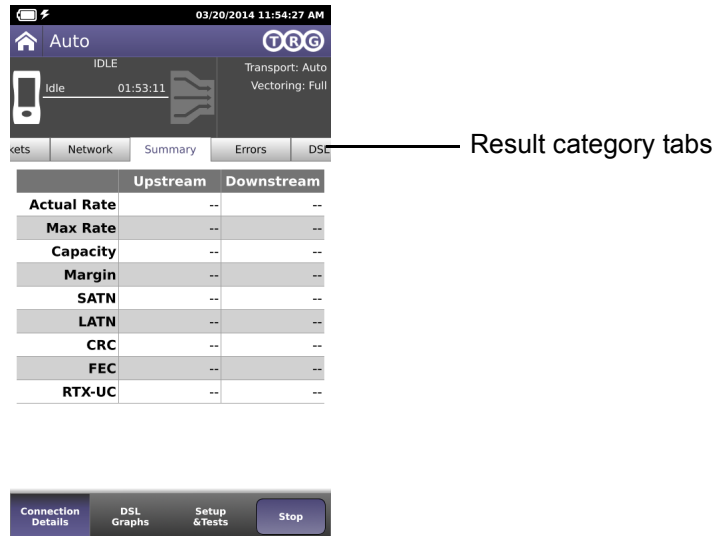 03/20/2014 11:54:27 AM
Auto
TRG
IDLE
Transport: Auto
Idle 01:53:11
Vectoring: Full
kets Network Summary Errors DSL
Result category tabs
Upstream Downstream
Actual Rate -- --
Max Rate -- --
Capacity -- --
Margin -- --
SATN -- --
LATN -- --
CRC -- --
FEC -- --
RTX-UC -- --
Connection Details
DSL Graphs
Setup &Tests
Stop